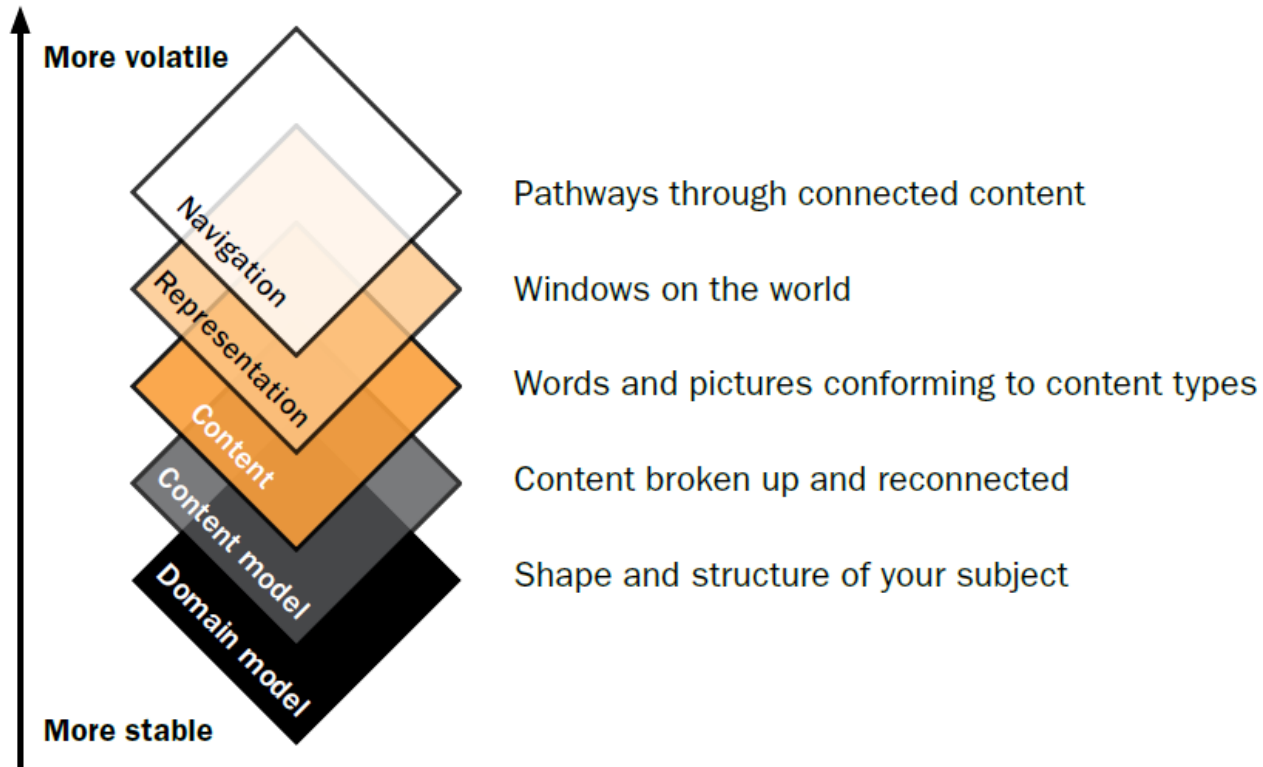 More volatile
Navigation
Pathways through connected content
Representation
Windows on the world
Content
Words and pictures conforming to content types
Content model
Content broken up and reconnected
Domain model
Shape and structure of your subject
More stable